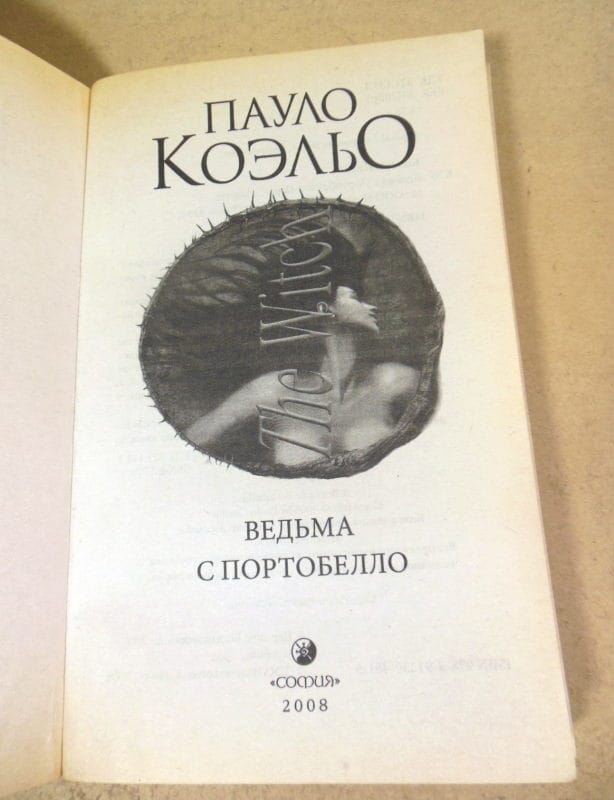 ПАУЛО
КОЭЛЬО
The Witch
ВЕДЬМА
С ПОРТОБЕЛЛО
«СОФИЯ»
2008